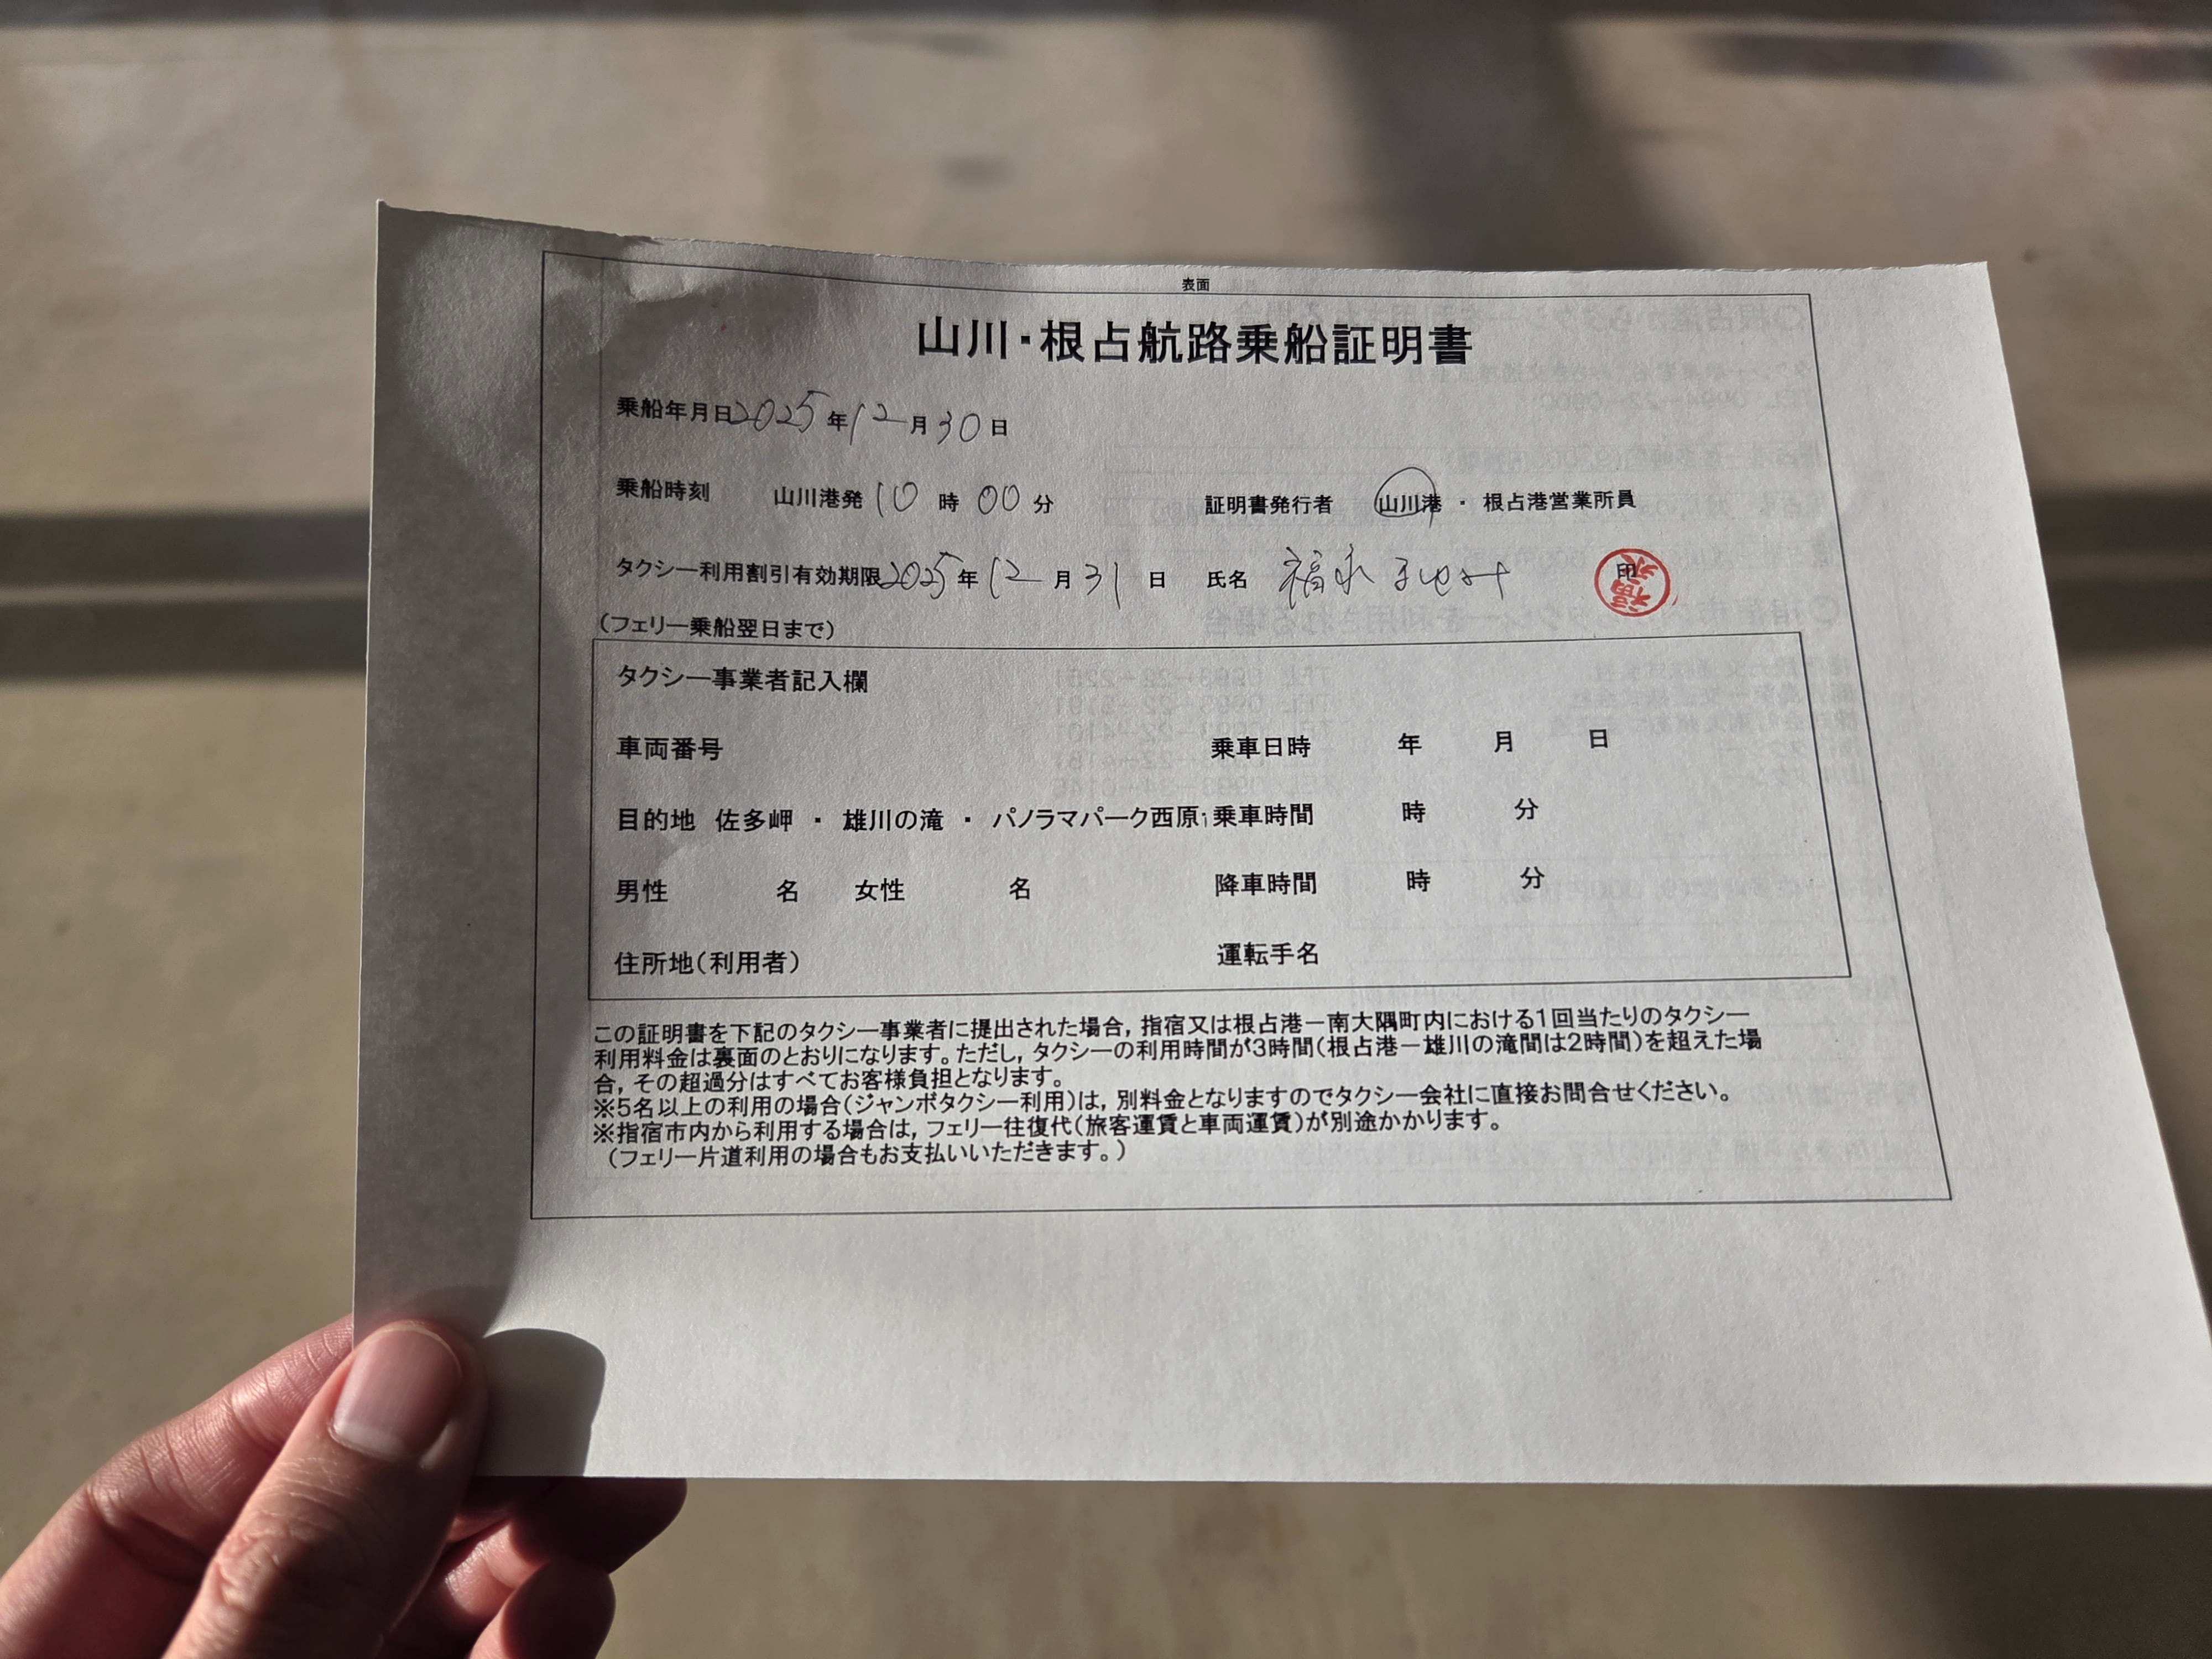 表面
山川・根占航路乗船証明書
乗船年月日2025年12月30日
乗船時刻 山川港発 10 時 00 分 証明書発行者 山川港 ・ 根占港営業所員
タクシー利用割引有効期限2025年12月31日 氏名 福永 印
(フェリー乗船翌日まで)
タクシー事業者記入欄
車両番号 乗車日時 年 月 日
目的地 佐多岬 ・ 雄川の滝 ・ パノラマパーク西原 乗車時間 時 分
男性 名 女性 名 降車時間 時 分
住所地(利用者) 運転手名
この証明書を下記のタクシー事業者に提出された場合，指宿又は根占港－南大隅町内における1回当たりのタクシー
利用料金は裏面のとおりになります。ただし，タクシーの利用時間が3時間(根占港－雄川の滝間は2時間)を超えた場
合，その超過分はすべてお客様負担となります。
※5名以上の利用の場合(ジャンボタクシー利用)は，別料金となりますのでタクシー会社に直接お問合せください。
※指宿市内から利用する場合は，フェリー往復代(旅客運賃と車両運賃)が別途かかります。
(フェリー片道利用の場合もお支払いいただきます。)